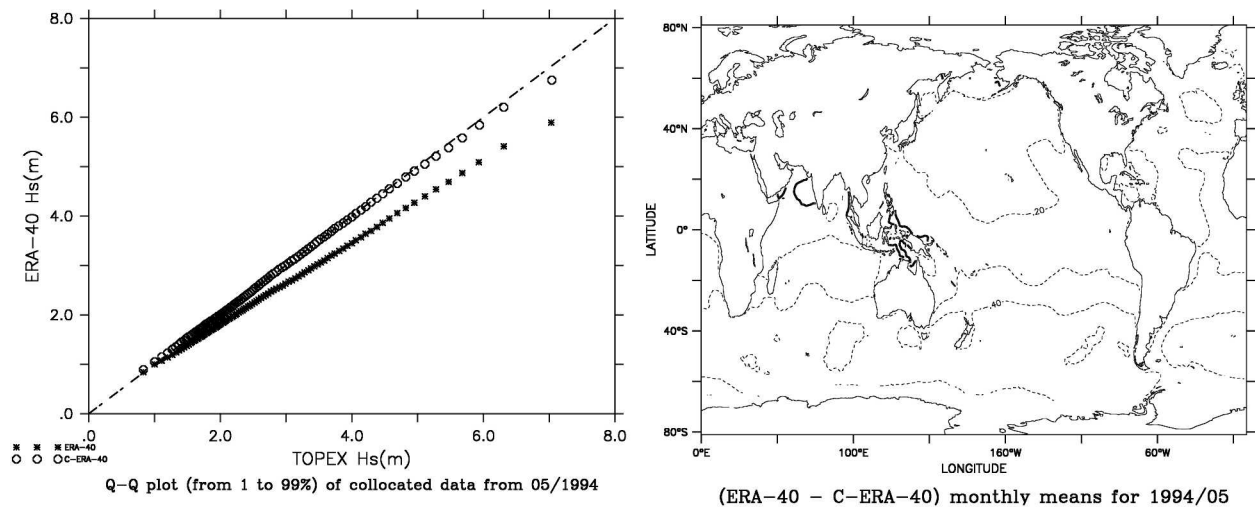 8.0
6.0
4.0
2.0
.0
ERA-40 Hs(m)
.0 2.0 4.0 6.0 8.0
TOPEX Hs(m)
ERA-40
C-ERA-40
Q-Q plot (from 1 to 99%) of collocated data from 05/1994
80°N
40°N
0°
40°S
80°S
LATITUDE
.20
.40
0°E 100°E 160°W 60°W
LONGITUDE
(ERA-40 - C-ERA-40) monthly means for 1994/05